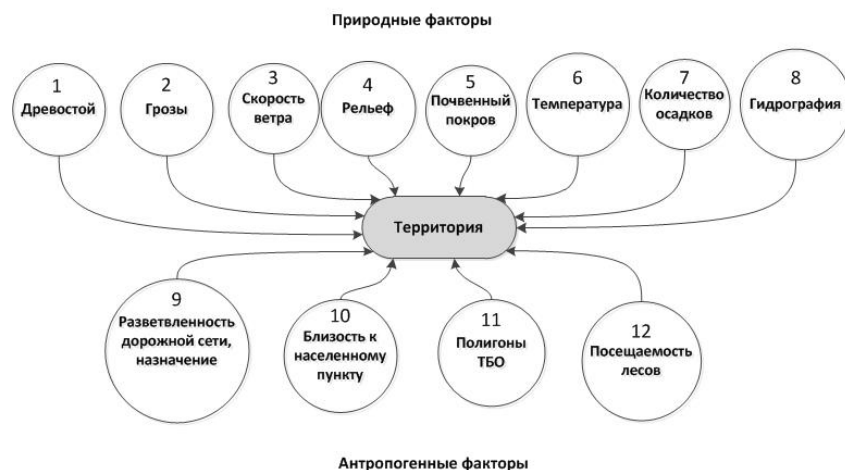 Природные факторы
1
Древостой
2
Грозы
3
Скорость
ветра
4
Рельеф
5
Почвенный
покров
6
Температура
7
Количество
осадков
8
Гидрография
Территория
9
Разветвленность
дорожной сети,
назначение
10
Близость к
населенному
пункту
11
Полигоны
ТБО
12
Посещаемость
лесов
Антропогенные факторы